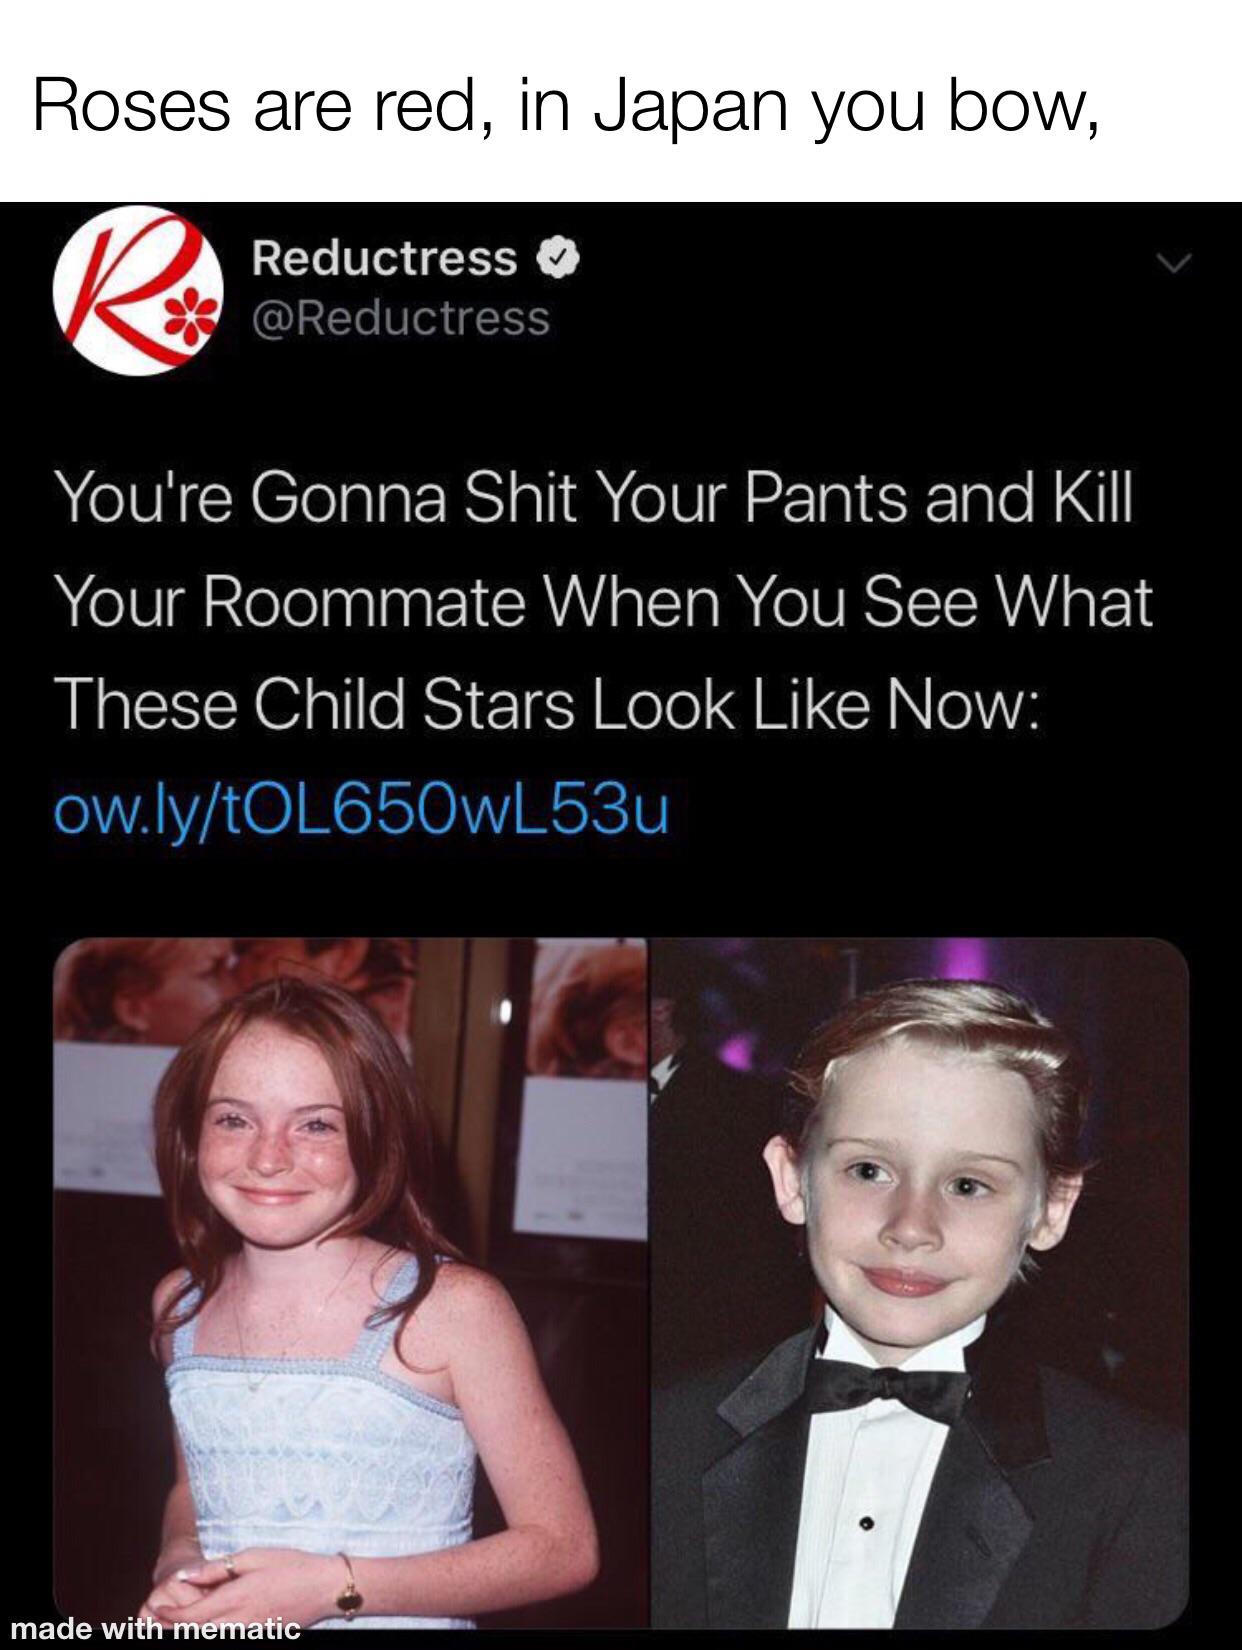 Roses are red, in Japan you bow,
Reductress
@Reductress
You're Gonna Shit Your Pants and Kill
Your Roommate When You See What
These Child Stars Look Like Now:
ow.ly/tOL650wL53u
made with mematic